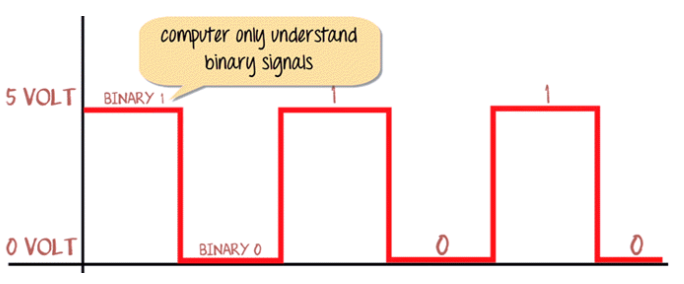 computer only understand
binary signals
5 VOLT
BINARY 1
1
1
0 VOLT
BINARY 0
0
0